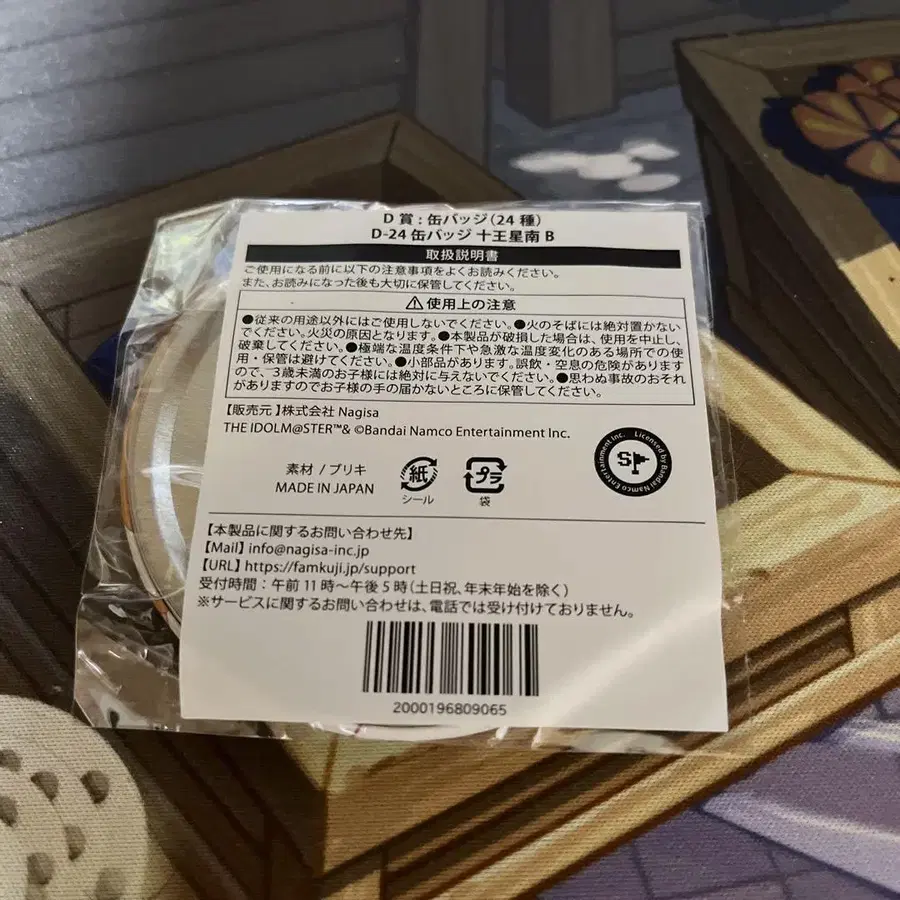 D 賞 : 缶バッジ(24 種)
D-24 缶バッジ 十王星南 B
取扱説明書
ご使用になる前に以下の注意事項をよくお読みください。
また、お読みになった後も大切に保管してください。
⚠使用上の注意
●従来の用途以外にはご使用しないでください。●火のそばには絶対置かない
でください。火災の原因となります。●本製品が破損した場合は、使用を中止し、
破棄してください。●極端な温度条件下や急激な温度変化のある場所での使
用・保管は避けてください。●小部品があります。誤飲・窒息の危険があります
ので、3歳未満のお子様には絶対に与えないでください。●思わぬ事故のおそれ
がありますのでお子様の手の届かないところに保管してください。
【販売元】株式会社 Nagisa
THE IDOLM@STER™& ©Bandai Namco Entertainment Inc.
Licensed by Bandai Namco Entertainment Inc.
素材 / ブリキ
MADE IN JAPAN
紙
シール
プラ
袋
【本製品に関するお問い合わせ先】
【Mail】info@nagisa-inc.jp
【URL】https://famkuji.jp/support
受付時間 : 午前 11 時〜午後 5 時(土日祝、年末年始を除く)
※サービスに関するお問い合わせは、電話では受け付けておりません。
2000196809065